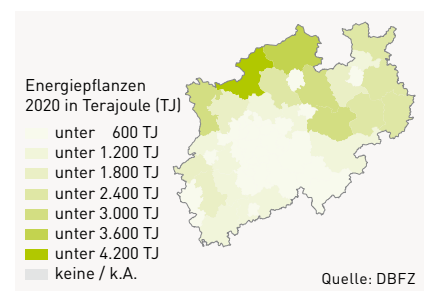 Energiepflanzen
2020 in Terajoule (TJ)
unter 600 TJ
unter 1.200 TJ
unter 1.800 TJ
unter 2.400 TJ
unter 3.000 TJ
unter 3.600 TJ
unter 4.200 TJ
keine / k.A.
Quelle: DBFZ